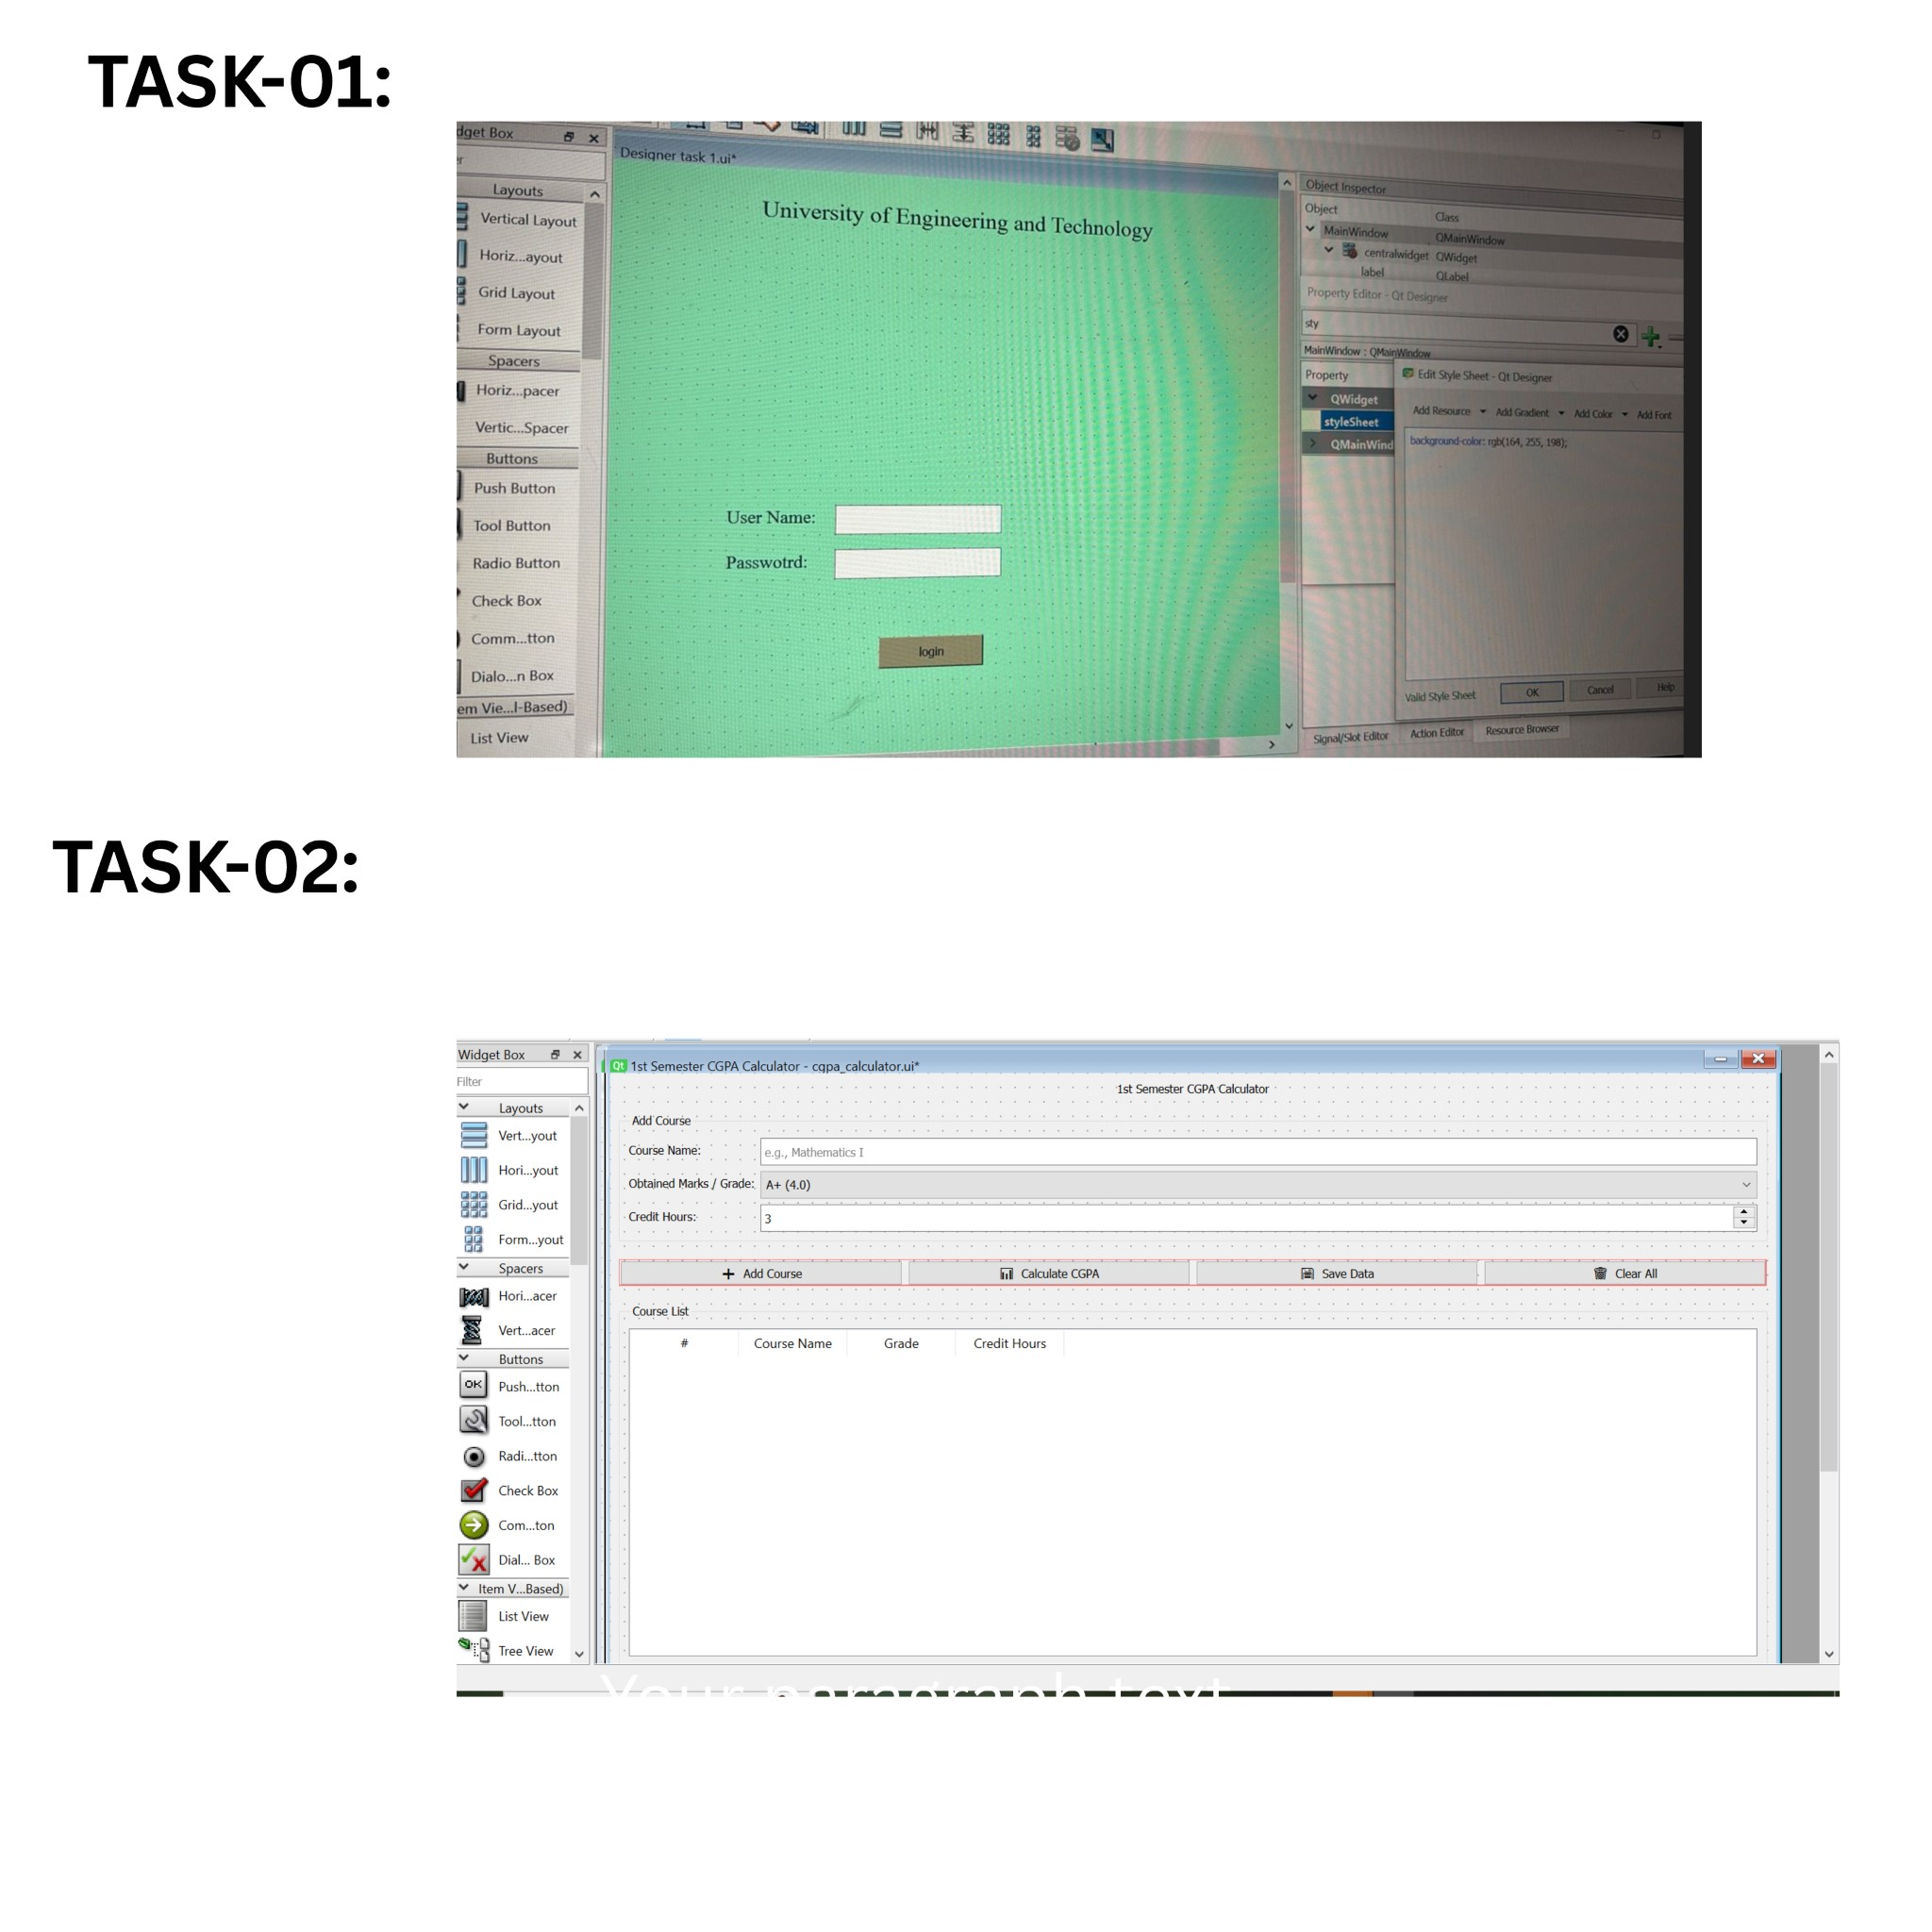 TASK-01:
dget Box
Designer task 1.ui*
Layouts
Vertical Layout
Horiz...ayout
Grid Layout
Form Layout
Spacers
Horiz...pacer
Vertic...Spacer
Buttons
Push Button
Tool Button
Radio Button
Check Box
Comm...tton
Dialo...n Box
em Vie...l-Based)
List View
University of Engineering and Technology
User Name:
Passwotrd:
login
Object Inspector
Object Class
MainWindow QMainWindow
centralwidget QWidget
label QLabel
Property Editor - Qt Designer
sty
MainWindow : QMainWindow
Property
QWidget
styleSheet
QMainWind
Edit Style Sheet - Qt Designer
Add Resource Add Gradient Add Color Add Font
background-color: rgb(164, 255, 198);
Valid Style Sheet OK Cancel Help
Signal/Slot Editor Action Editor Resource Browser
TASK-02:
Widget Box
Filter
Layouts
Vert...yout
Hori...yout
Grid...yout
Form...yout
Spacers
Hori...acer
Vert...acer
Buttons
Push...tton
Tool...tton
Radi...tton
Check Box
Com...ton
Dial... Box
Item V...Based)
List View
Tree View
1st Semester CGPA Calculator - cgpa_calculator.ui*
1st Semester CGPA Calculator
Add Course
Course Name: e.g., Mathematics I
Obtained Marks / Grade: A+ (4.0)
Credit Hours: 3
Add Course Calculate CGPA Save Data Clear All
Course List
# Course Name Grade Credit Hours
Your paragraph text